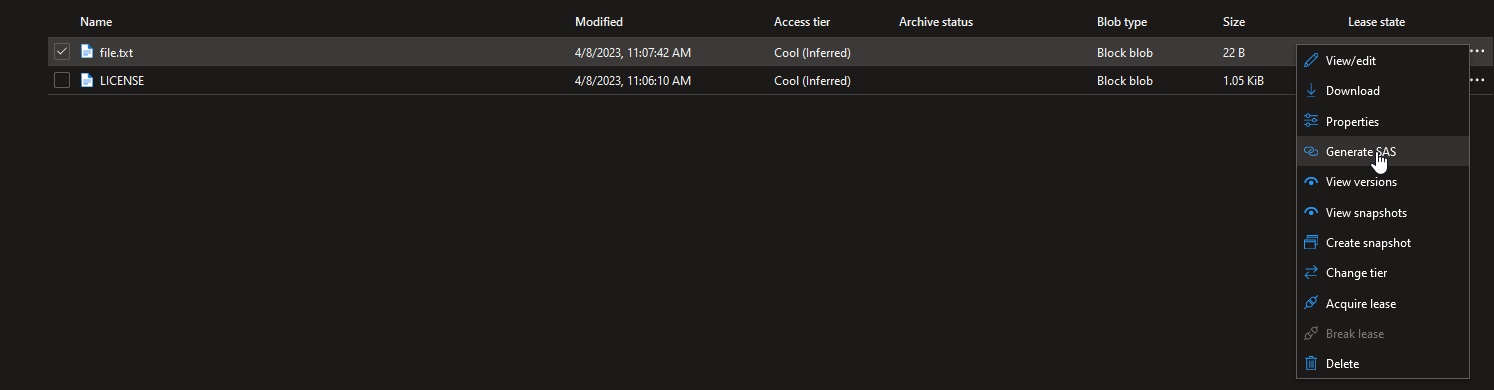 Name Modified Access tier Archive status Blob type Size Lease state
file.txt 4/8/2023, 11:07:42 AM Cool (Inferred) Block blob 22 B ...
LICENSE 4/8/2023, 11:06:10 AM Cool (Inferred) Block blob 1.05 KiB ...
View/edit
Download
Properties
Generate SAS
View versions
View snapshots
Create snapshot
Change tier
Acquire lease
Break lease
Delete